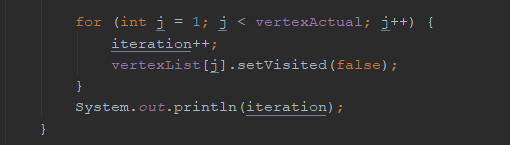 for (int j = 1; j < vertexActual; j++) {
iteration++;
vertexList[j].setVisited(false);
}
System.out.println(iteration);
}